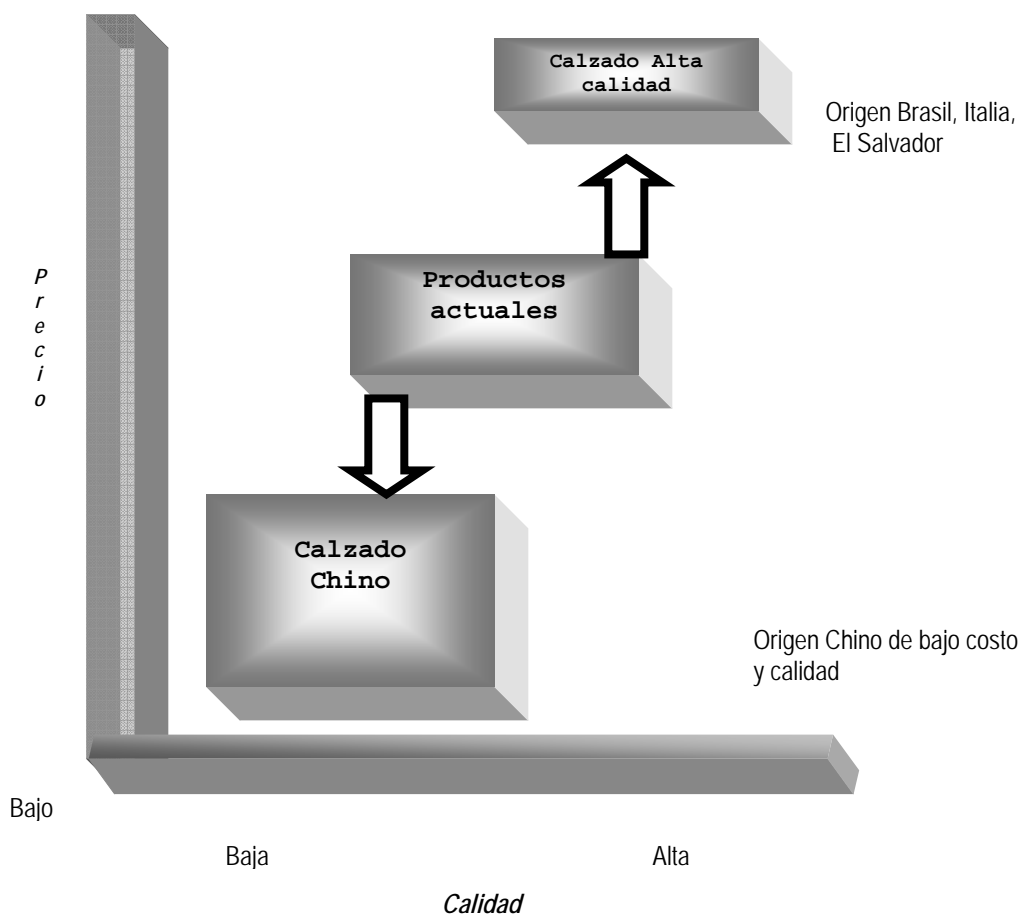 Calzado Alta
calidad
Origen Brasil, Italia,
El Salvador
Productos
actuales
P
r
e
c
i
o
Calzado
Chino
Origen Chino de bajo costo
y calidad
Bajo
Baja
Alta
Calidad